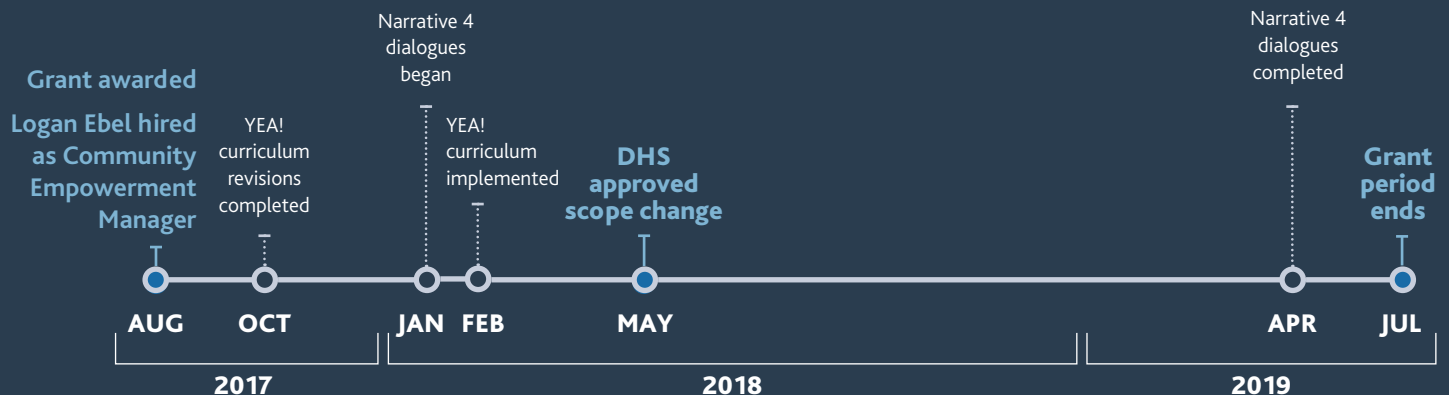 Grant awarded
Logan Ebel hired
as Community
Empowerment
Manager
YEA!
curriculum
revisions
completed
Narrative 4
dialogues
began
YEA!
curriculum
implemented
DHS
approved
scope change
Narrative 4
dialogues
completed
Grant
period
ends
AUG OCT JAN FEB MAY APR JUL
2017 2018 2019